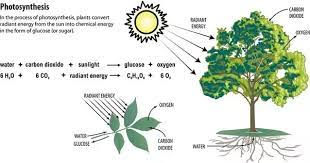 Photosynthesis
In the process of photosynthesis, plants convert
radiant energy from the sun into chemical energy
in the form of glucose (or sugar).
water + carbon dioxide + sunlight → glucose + oxygen
6 H₂O + 6 CO₂ + radiant energy → C₆H₁₂O₆ + 6 O₂
RADIANT
ENERGY
CARBON
DIOXIDE
OXYGEN
WATER
RADIANT ENERGY
OXYGEN
WATER
GLUCOSE
CARBON
DIOXIDE